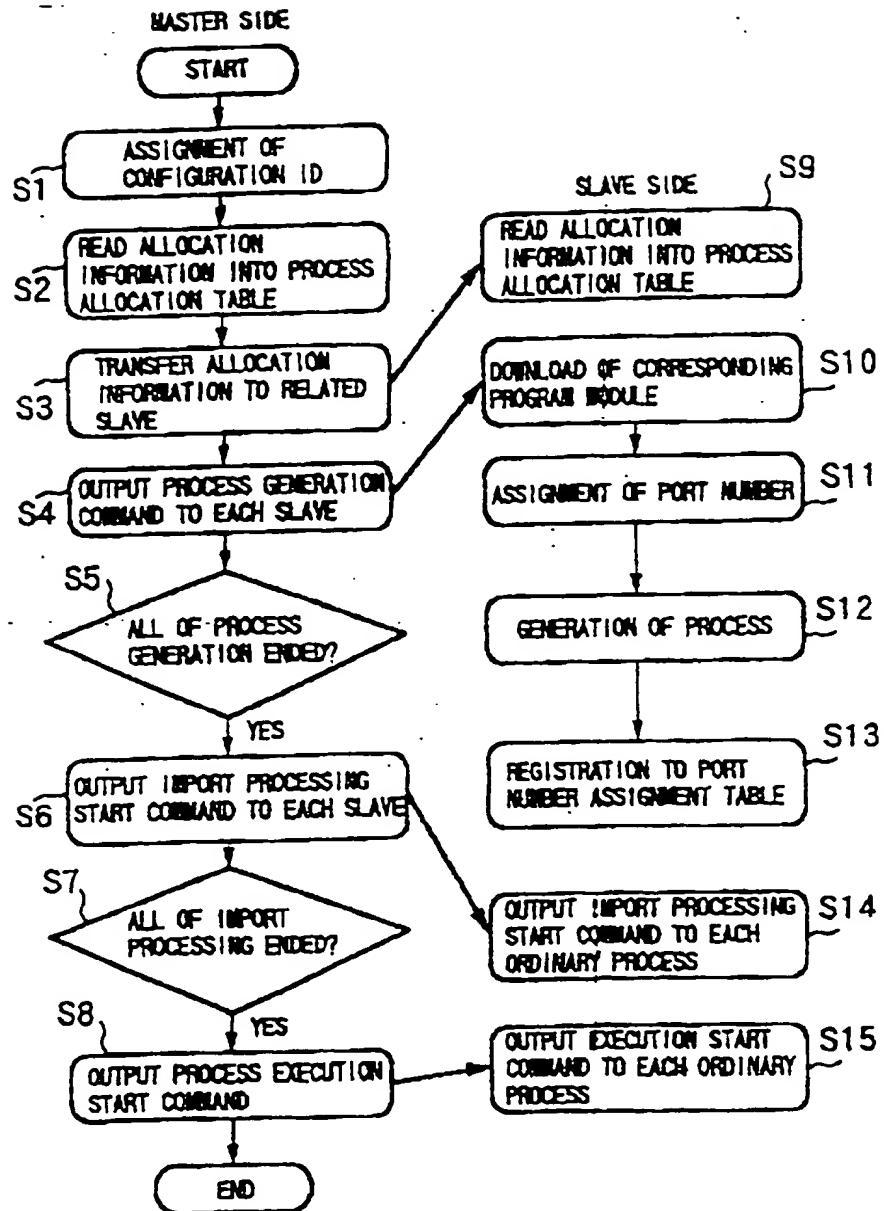 MASTER SIDE
START
S1
ASSIGNMENT OF
CONFIGURATION ID
S2
READ ALLOCATION
INFORMATION INTO PROCESS
ALLOCATION TABLE
S3
TRANSFER ALLOCATION
INFORMATION TO RELATED
SLAVE
S4
OUTPUT PROCESS GENERATION
COMMAND TO EACH SLAVE
S5
ALL OF PROCESS
GENERATION ENDED?
YES
S6
OUTPUT IMPORT PROCESSING
START COMMAND TO EACH SLAVE
S7
ALL OF IMPORT
PROCESSING ENDED?
YES
S8
OUTPUT PROCESS EXECUTION
START COMMAND
END
SLAVE SIDE
S9
READ ALLOCATION
INFORMATION INTO PROCESS
ALLOCATION TABLE
S10
DOWNLOAD OF CORRESPONDING
PROGRAM MODULE
S11
ASSIGNMENT OF PORT NUMBER
S12
GENERATION OF PROCESS
S13
REGISTRATION TO PORT
NUMBER ASSIGNMENT TABLE
S14
OUTPUT IMPORT PROCESSING
START COMMAND TO EACH
ORDINARY PROCESS
S15
OUTPUT EXECUTION START
COMMAND TO EACH ORDINARY
PROCESS